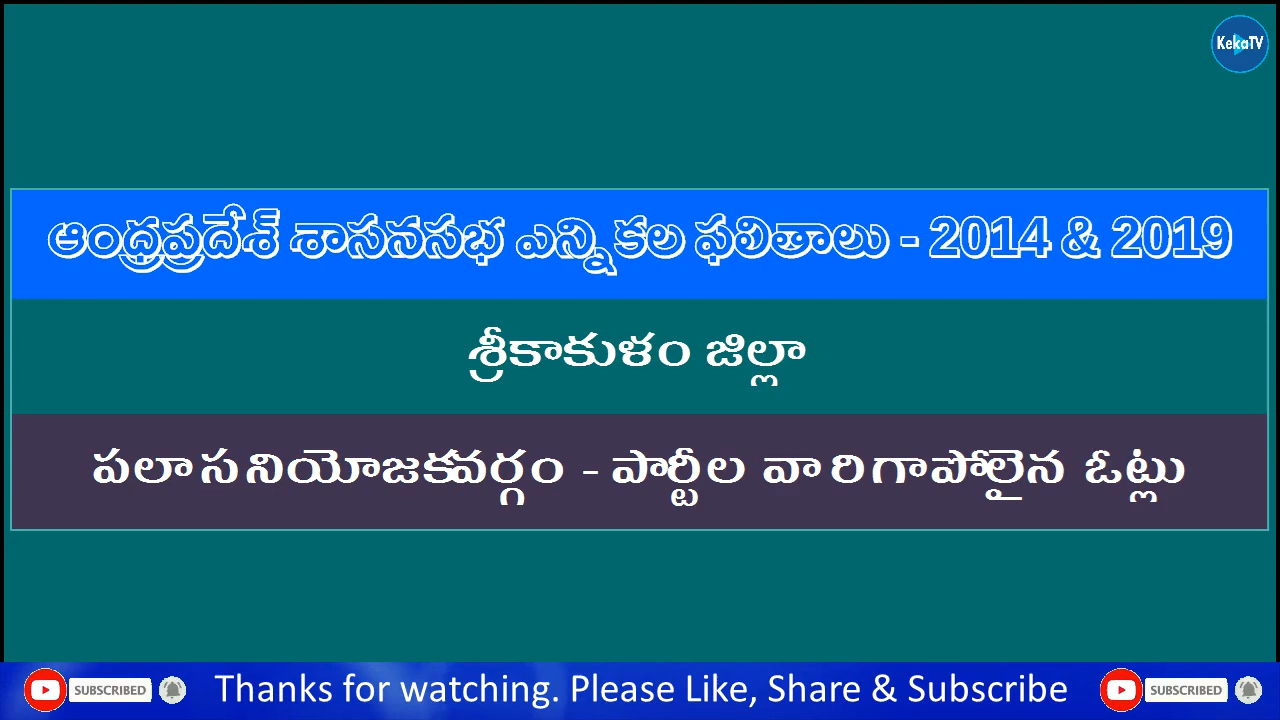 KekaTV
ఆంధ్రప్రదేశ్ శాసనసభ ఎన్నికల ఫలితాలు - 2014 & 2019
శ్రీకాకుళం జిల్లా
పలాస నియోజకవర్గం - పార్టీల వారిగా పోలైన ఓట్లు
SUBSCRIBED Thanks for watching. Please Like, Share & Subscribe SUBSCRIBED